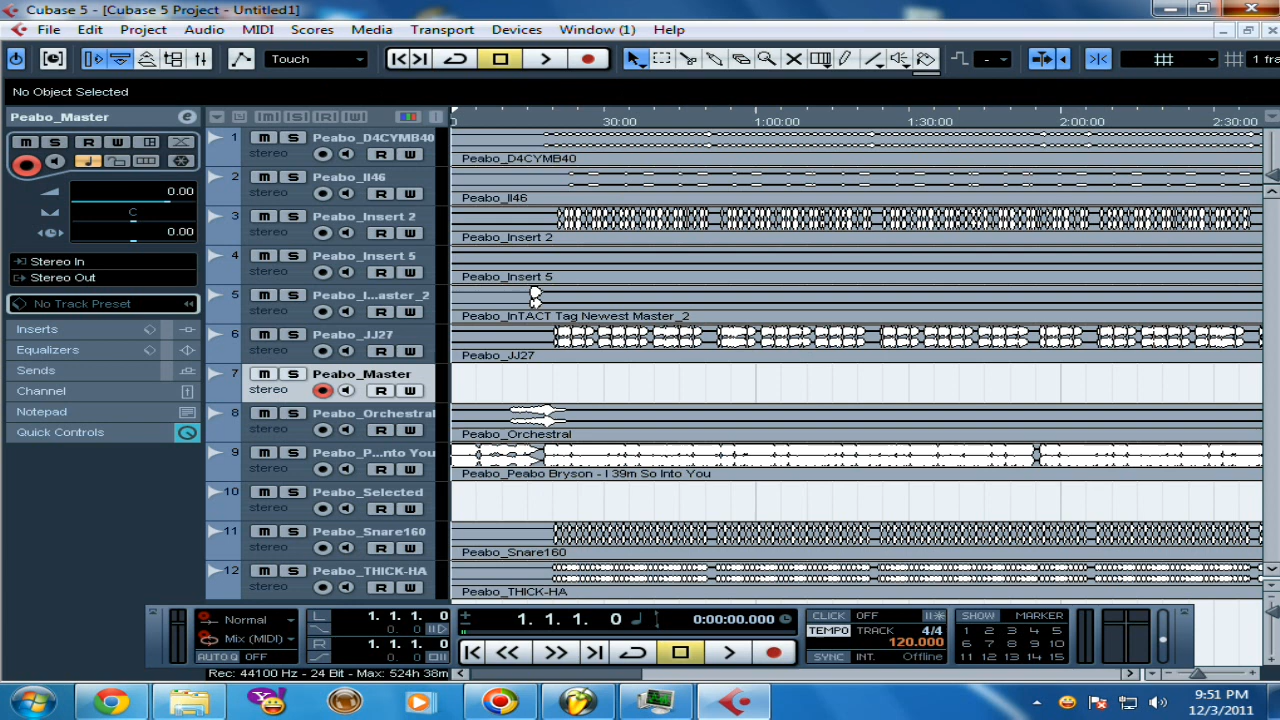 Cubase 5 - [Cubase 5 Project - Untitled1]
File Edit Project Audio MIDI Scores Media Transport Devices Window (1) Help
Touch - 1 fra
No Object Selected
Peabo_Master e
m S R W
0.00
C
0.00
Stereo In
Stereo Out
No Track Preset
Inserts
Equalizers
Sends
Channel
Notepad
Quick Controls
0 30:00 1:00:00 1:30:00 2:00:00 2:30:00
1 m S Peabo_D4CYMB40
stereo R W
Peabo_D4CYMB40
2 m S Peabo_II46
stereo R W
Peabo_II46
3 m S Peabo_Insert 2
stereo R W
Peabo_Insert 2
4 m S Peabo_Insert 5
stereo R W
Peabo_Insert 5
5 m S Peabo_I...aster_2
stereo R W
Peabo_InTACT Tag Newest Master_2
6 m S Peabo_JJ27
stereo R W
Peabo_JJ27
7 m S Peabo_Master
stereo R W
8 m S Peabo_Orchestral
stereo R W
Peabo_Orchestral
9 m S Peabo_P...nto You
stereo R W
Peabo_Peabo Bryson - I 39m So Into You
10 m S Peabo_Selected
stereo R W
11 m S Peabo_Snare160
stereo R W
Peabo_Snare160
12 m S Peabo_THICK-HA
stereo R W
Peabo_THICK-HA
Normal
Mix (MIDI)
AUTO Q OFF
L 1. 1. 1. 0
0. 0
R 1. 1. 1. 0
0. 0
1. 1. 1. 0 0:00:00.000
CLICK OFF
TEMPO TRACK 4/4
120.000
SYNC INT. Offline
SHOW MARKER
1 2 3 4 5
6 7 8 9 10
11 12 13 14 15
Rec: 44100 Hz - 24 Bit - Max: 524h 38m
9:51 PM
12/3/2011